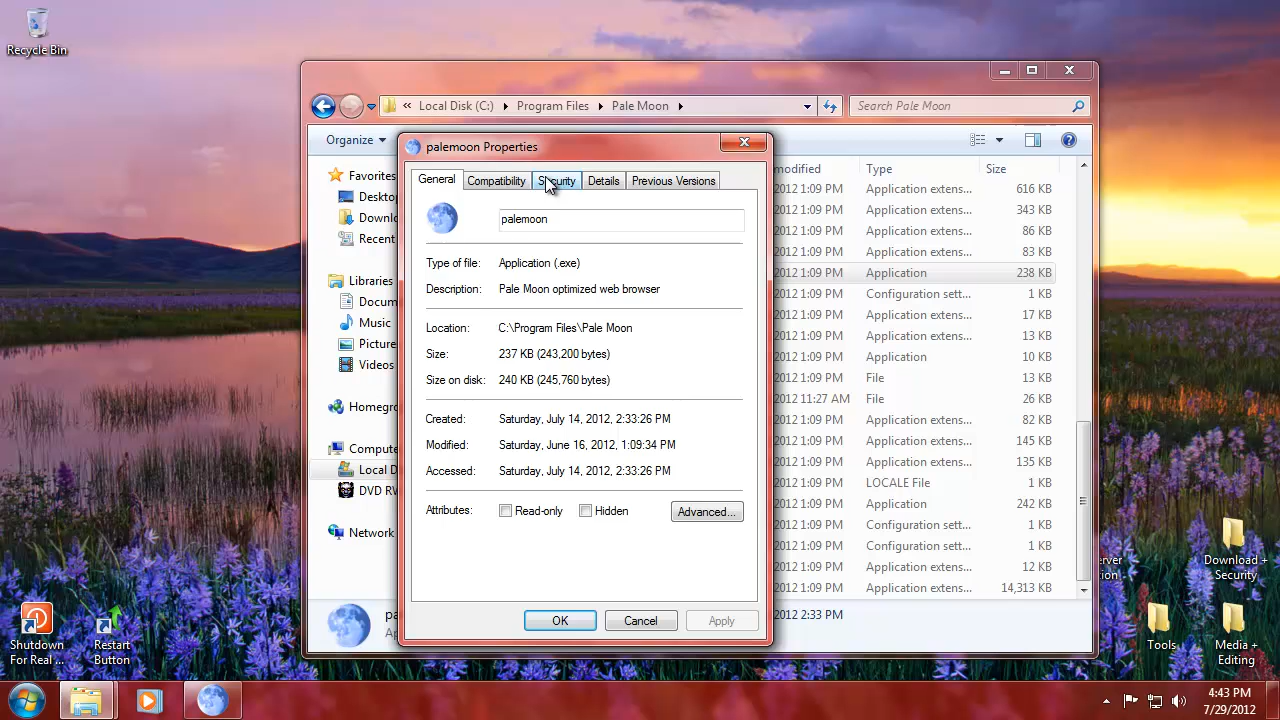 Recycle Bin
« Local Disk (C:) Program Files Pale Moon
Search Pale Moon
Organize
palemoon Properties
General Compatibility Security Details Previous Versions
palemoon
Type of file: Application (.exe)
Description: Pale Moon optimized web browser
Location: C:\Program Files\Pale Moon
Size: 237 KB (243,200 bytes)
Size on disk: 240 KB (245,760 bytes)
Created: Saturday, July 14, 2012, 2:33:26 PM
Modified: Saturday, June 16, 2012, 1:09:34 PM
Accessed: Saturday, July 14, 2012, 2:33:26 PM
Attributes: Read-only Hidden Advanced...
OK Cancel Apply
Favorites
Deskto
Downlo
Recent
Libraries
Docum
Music
Picture
Videos
Homegr
Compute
Local D
DVD RW
Network
modified Type Size
2012 1:09 PM Application extens... 616 KB
2012 1:09 PM Application extens... 343 KB
2012 1:09 PM Application extens... 86 KB
2012 1:09 PM Application extens... 83 KB
2012 1:09 PM Application 238 KB
2012 1:09 PM Configuration sett... 1 KB
2012 1:09 PM Application extens... 17 KB
2012 1:09 PM Application extens... 13 KB
2012 1:09 PM Application 10 KB
2012 1:09 PM File 13 KB
2012 11:27 AM File 26 KB
2012 1:09 PM Application extens... 82 KB
2012 1:09 PM Application extens... 145 KB
2012 1:09 PM Application extens... 135 KB
2012 1:09 PM LOCALE File 1 KB
2012 1:09 PM Application 242 KB
2012 1:09 PM Configuration sett... 1 KB
2012 1:09 PM Configuration sett... 1 KB
2012 1:09 PM Application extens... 12 KB
2012 1:09 PM Application extens... 14,313 KB
2012 2:33 PM
Download +
Security
Tools
Media +
Editing
Shutdown
For Real ...
Restart
Button
4:43 PM
7/29/2012